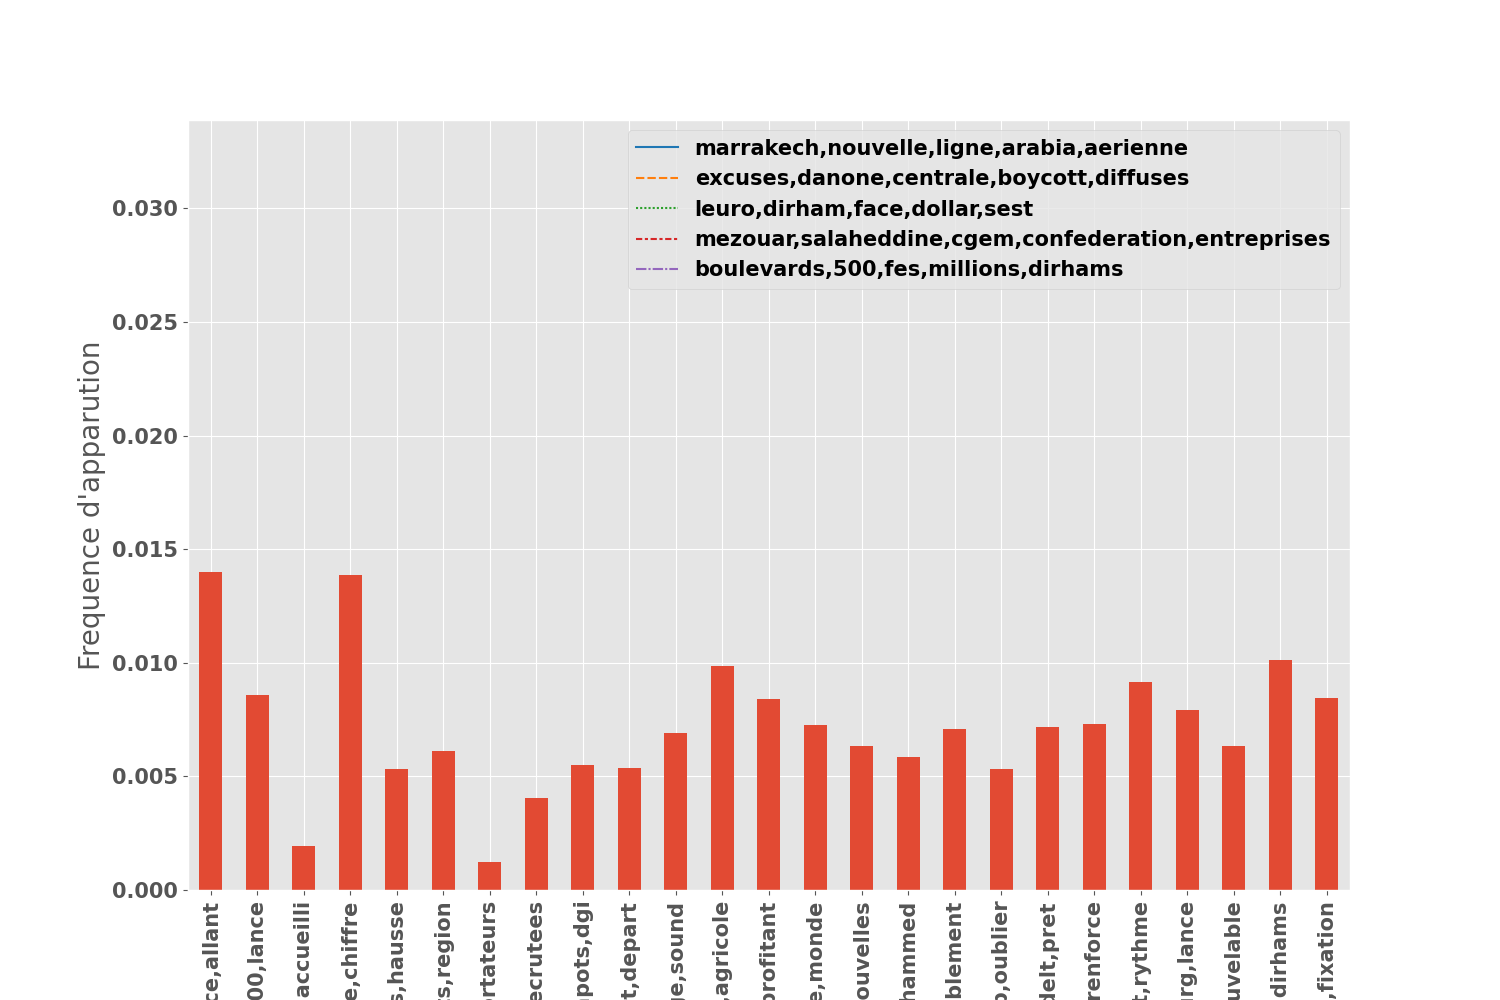 marrakech,nouvelle,ligne,arabia,aerienne
excuses,danone,centrale,boycott,diffuses
leuro,dirham,face,dollar,sest
mezouar,salaheddine,cgem,confederation,entreprises
boulevards,500,fes,millions,dirhams
Frequence d'apparution
0.030
0.025
0.020
0.015
0.010
0.005
0.000
ce,allant
00,lance
accueilli
e,chiffre
s,hausse
ts,region
rtateurs
ecrutees
pots,dgi
t,depart
ge,sound
,agricole
profitant
e,monde
ouvelles
hammed
blement
o,oublier
delt,pret
renforce
t,rythme
rg,lance
uvelable
dirhams
,fixation